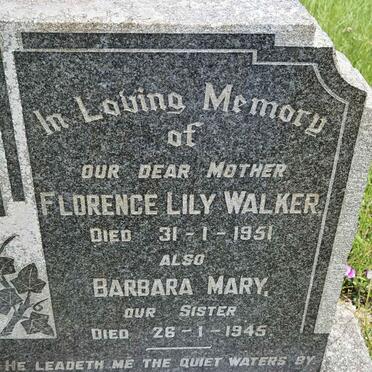 In Loving Memory
of
OUR DEAR MOTHER
FLORENCE LILY WALKER.
DIED 31-1-1951
ALSO
BARBARA MARY,
OUR SISTER
DIED 26-1-1945.
HE LEADETH ME THE QUIET WATERS BY.